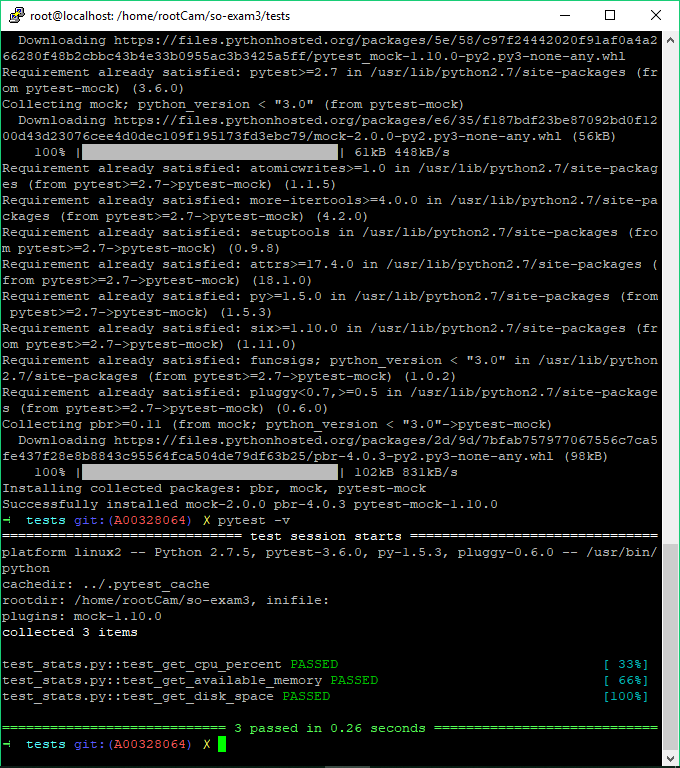 root@localhost: /home/rootCam/so-exam3/tests
  Downloading https://files.pythonhosted.org/packages/5e/58/c97f24442020f91af0a4a2
66280f48b2cbbc43b4e33b0955ac3b3425a5ff/pytest_mock-1.10.0-py2.py3-none-any.whl
Requirement already satisfied: pytest>=2.7 in /usr/lib/python2.7/site-packages (fr
om pytest-mock) (3.6.0)
Collecting mock; python_version < "3.0" (from pytest-mock)
  Downloading https://files.pythonhosted.org/packages/e6/35/f187bdf23be87092bd0f12
00d43d23076cee4d0dec109f195173fd3ebc79/mock-2.0.0-py2.py3-none-any.whl (56kB)
    100% |                                | 61kB 448kB/s
Requirement already satisfied: atomicwrites>=1.0 in /usr/lib/python2.7/site-packag
es (from pytest>=2.7->pytest-mock) (1.1.5)
Requirement already satisfied: more-itertools>=4.0.0 in /usr/lib/python2.7/site-pa
ckages (from pytest>=2.7->pytest-mock) (4.2.0)
Requirement already satisfied: setuptools in /usr/lib/python2.7/site-packages (fro
m pytest>=2.7->pytest-mock) (0.9.8)
Requirement already satisfied: attrs>=17.4.0 in /usr/lib/python2.7/site-packages (
from pytest>=2.7->pytest-mock) (18.1.0)
Requirement already satisfied: py>=1.5.0 in /usr/lib/python2.7/site-packages (from
 pytest>=2.7->pytest-mock) (1.5.3)
Requirement already satisfied: six>=1.10.0 in /usr/lib/python2.7/site-packages (fr
om pytest>=2.7->pytest-mock) (1.11.0)
Requirement already satisfied: funcsigs; python_version < "3.0" in /usr/lib/python
2.7/site-packages (from pytest>=2.7->pytest-mock) (1.0.2)
Requirement already satisfied: pluggy<0.7,>=0.5 in /usr/lib/python2.7/site-package
s (from pytest>=2.7->pytest-mock) (0.6.0)
Collecting pbr>=0.11 (from mock; python_version < "3.0"->pytest-mock)
  Downloading https://files.pythonhosted.org/packages/2d/9d/7bfab757977067556c7ca5
fe437f28e8b8843c95564fca504de79df63b25/pbr-4.0.3-py2.py3-none-any.whl (98kB)
    100% |                                | 102kB 831kB/s
Installing collected packages: pbr, mock, pytest-mock
Successfully installed mock-2.0.0 pbr-4.0.3 pytest-mock-1.10.0
tests git:(A00328064) X pytest -v
============================== test session starts ===============================
platform linux2 -- Python 2.7.5, pytest-3.6.0, py-1.5.3, pluggy-0.6.0 -- /usr/bin/
python
cachedir: ../.pytest_cache
rootdir: /home/rootCam/so-exam3, inifile:
plugins: mock-1.10.0
collected 3 items
test_stats.py::test_get_cpu_percent PASSED                                 [ 33%]
test_stats.py::test_get_available_memory PASSED                            [ 66%]
test_stats.py::test_get_disk_space PASSED                                  [100%]
============================ 3 passed in 0.26 seconds ============================
tests git:(A00328064) X